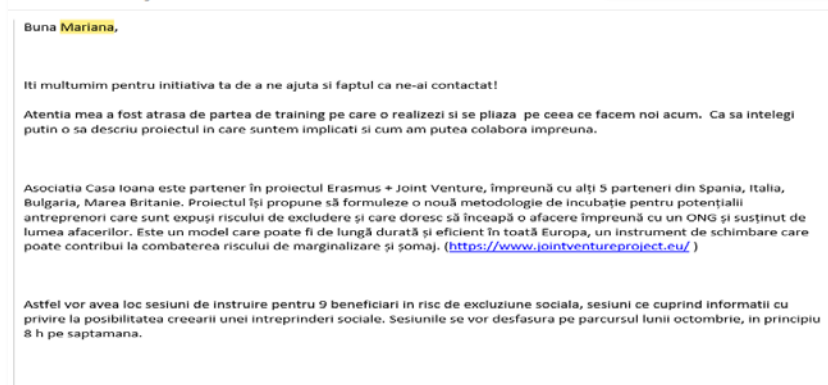 Buna Mariana,
Iti multumim pentru initiativa ta de a ne ajuta si faptul ca ne-ai contactat!
Atentia mea a fost atrasa de partea de training pe care o realizezi si se pliaza pe ceea ce facem noi acum. Ca sa intelegi
putin o sa descriu proiectul in care suntem implicati si cum am putea colabora impreuna.
Asociatia Casa Ioana este partener în proiectul Erasmus + Joint Venture, împreună cu alți 5 parteneri din Spania, Italia,
Bulgaria, Marea Britanie. Proiectul își propune să formuleze o nouă metodologie de incubație pentru potențialii
antreprenori care sunt expuși riscului de excludere și care doresc să înceapă o afacere împreună cu un ONG și susținut de
lumea afacerilor. Este un model care poate fi de lungă durată și eficient în toată Europa, un instrument de schimbare care
poate contribui la combaterea riscului de marginalizare și șomaj. (https://www.jointventureproject.eu/ )
Astfel vor avea loc sesiuni de instruire pentru 9 beneficiari in risc de excluziune sociala, sesiuni ce cuprind informatii cu
privire la posibilitatea creearii unei intreprinderi sociale. Sesiunile se vor desfasura pe parcursul lunii octombrie, in principiu
8 h pe saptamana.